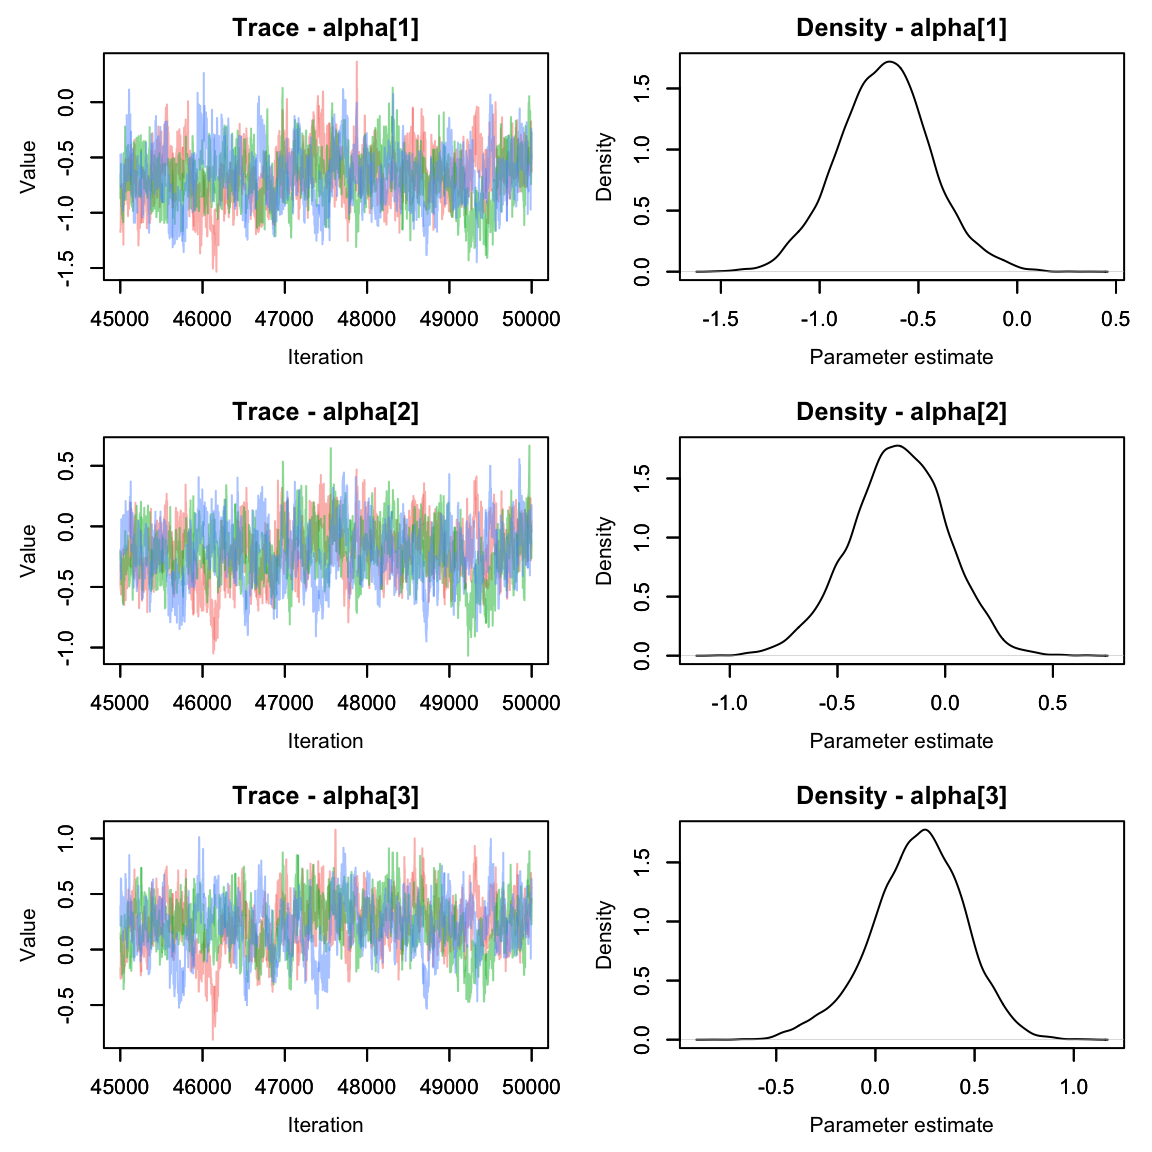 Trace - alpha[1]
Value
0.0
-0.5
-1.0
-1.5
45000 46000 47000 48000 49000 50000
Iteration
Density - alpha[1]
Density
1.5
1.0
0.5
0.0
-1.5 -1.0 -0.5 0.0 0.5
Parameter estimate
Trace - alpha[2]
Value
0.5
0.0
-0.5
-1.0
45000 46000 47000 48000 49000 50000
Iteration
Density - alpha[2]
Density
1.5
1.0
0.5
0.0
-1.0 -0.5 0.0 0.5
Parameter estimate
Trace - alpha[3]
Value
1.0
0.5
0.0
-0.5
45000 46000 47000 48000 49000 50000
Iteration
Density - alpha[3]
Density
1.5
1.0
0.5
0.0
-0.5 0.0 0.5 1.0
Parameter estimate